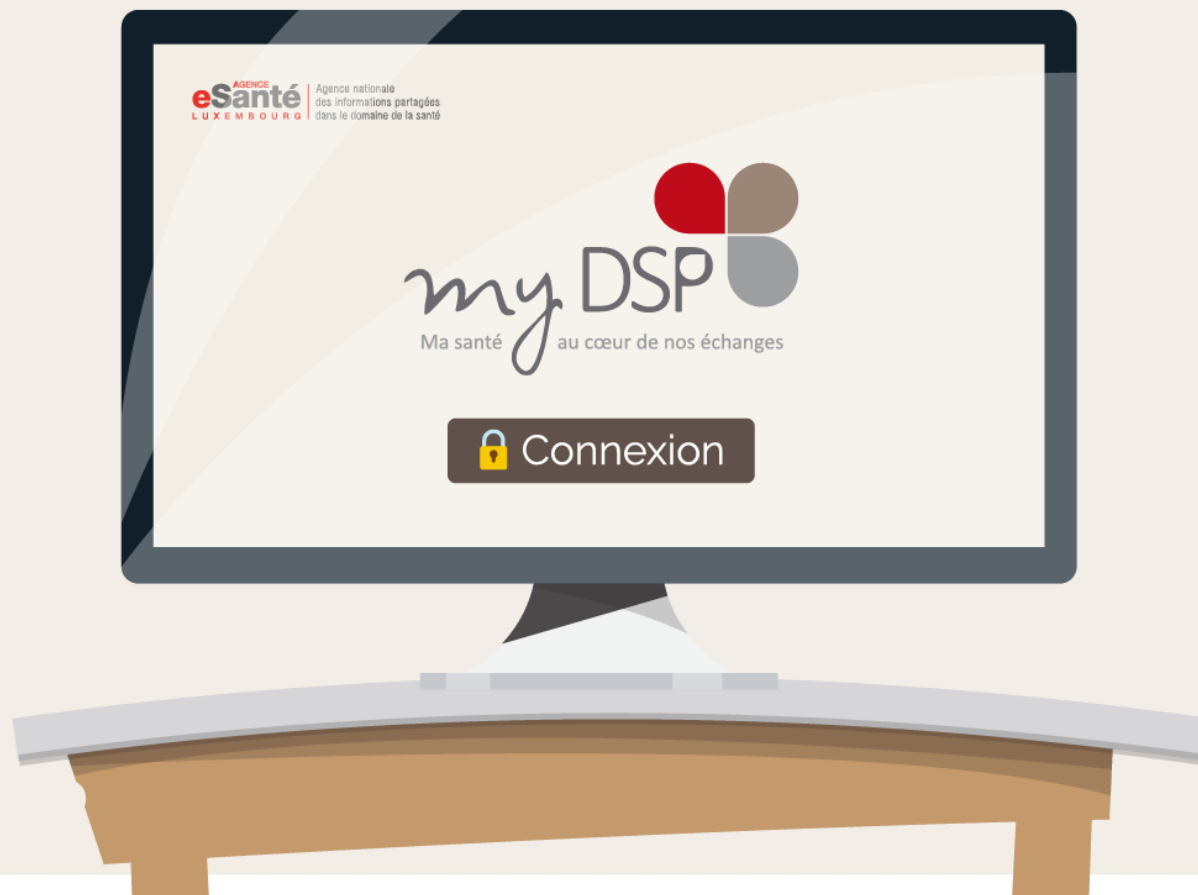 AGENCE
eSanté
LUXEMBOURG
Agence nationale
des informations partagées
dans le domaine de la santé
my DSP
Ma santé au cœur de nos échanges
Connexion